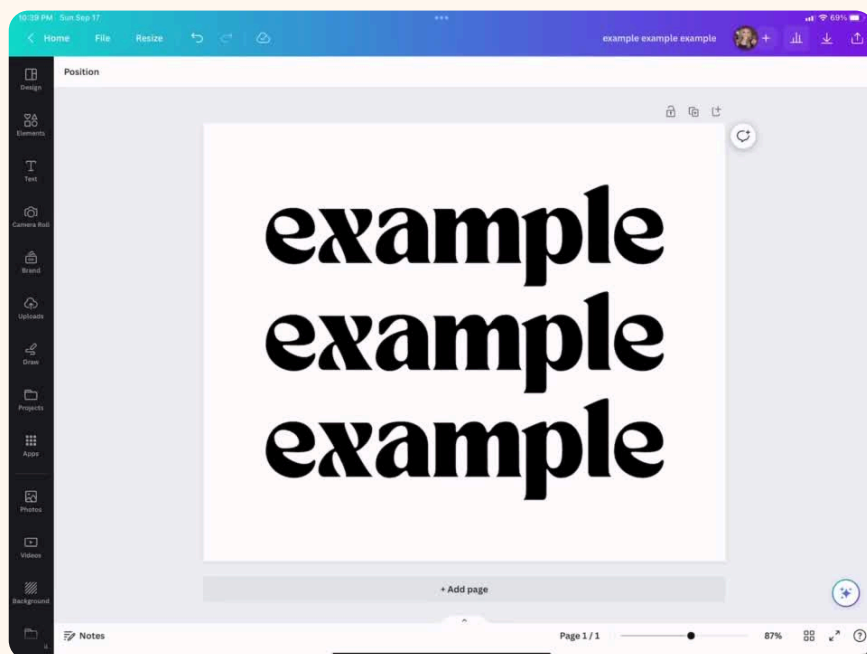 10:39 PM Sun Sep 17
69%
Home File Resize
example example example
Position
Design
Elements
Text
Camera Roll
Brand
Uploads
Draw
Projects
Apps
Photos
Videos
Background
example
example
example
+ Add page
Notes
Page 1 / 1
87%